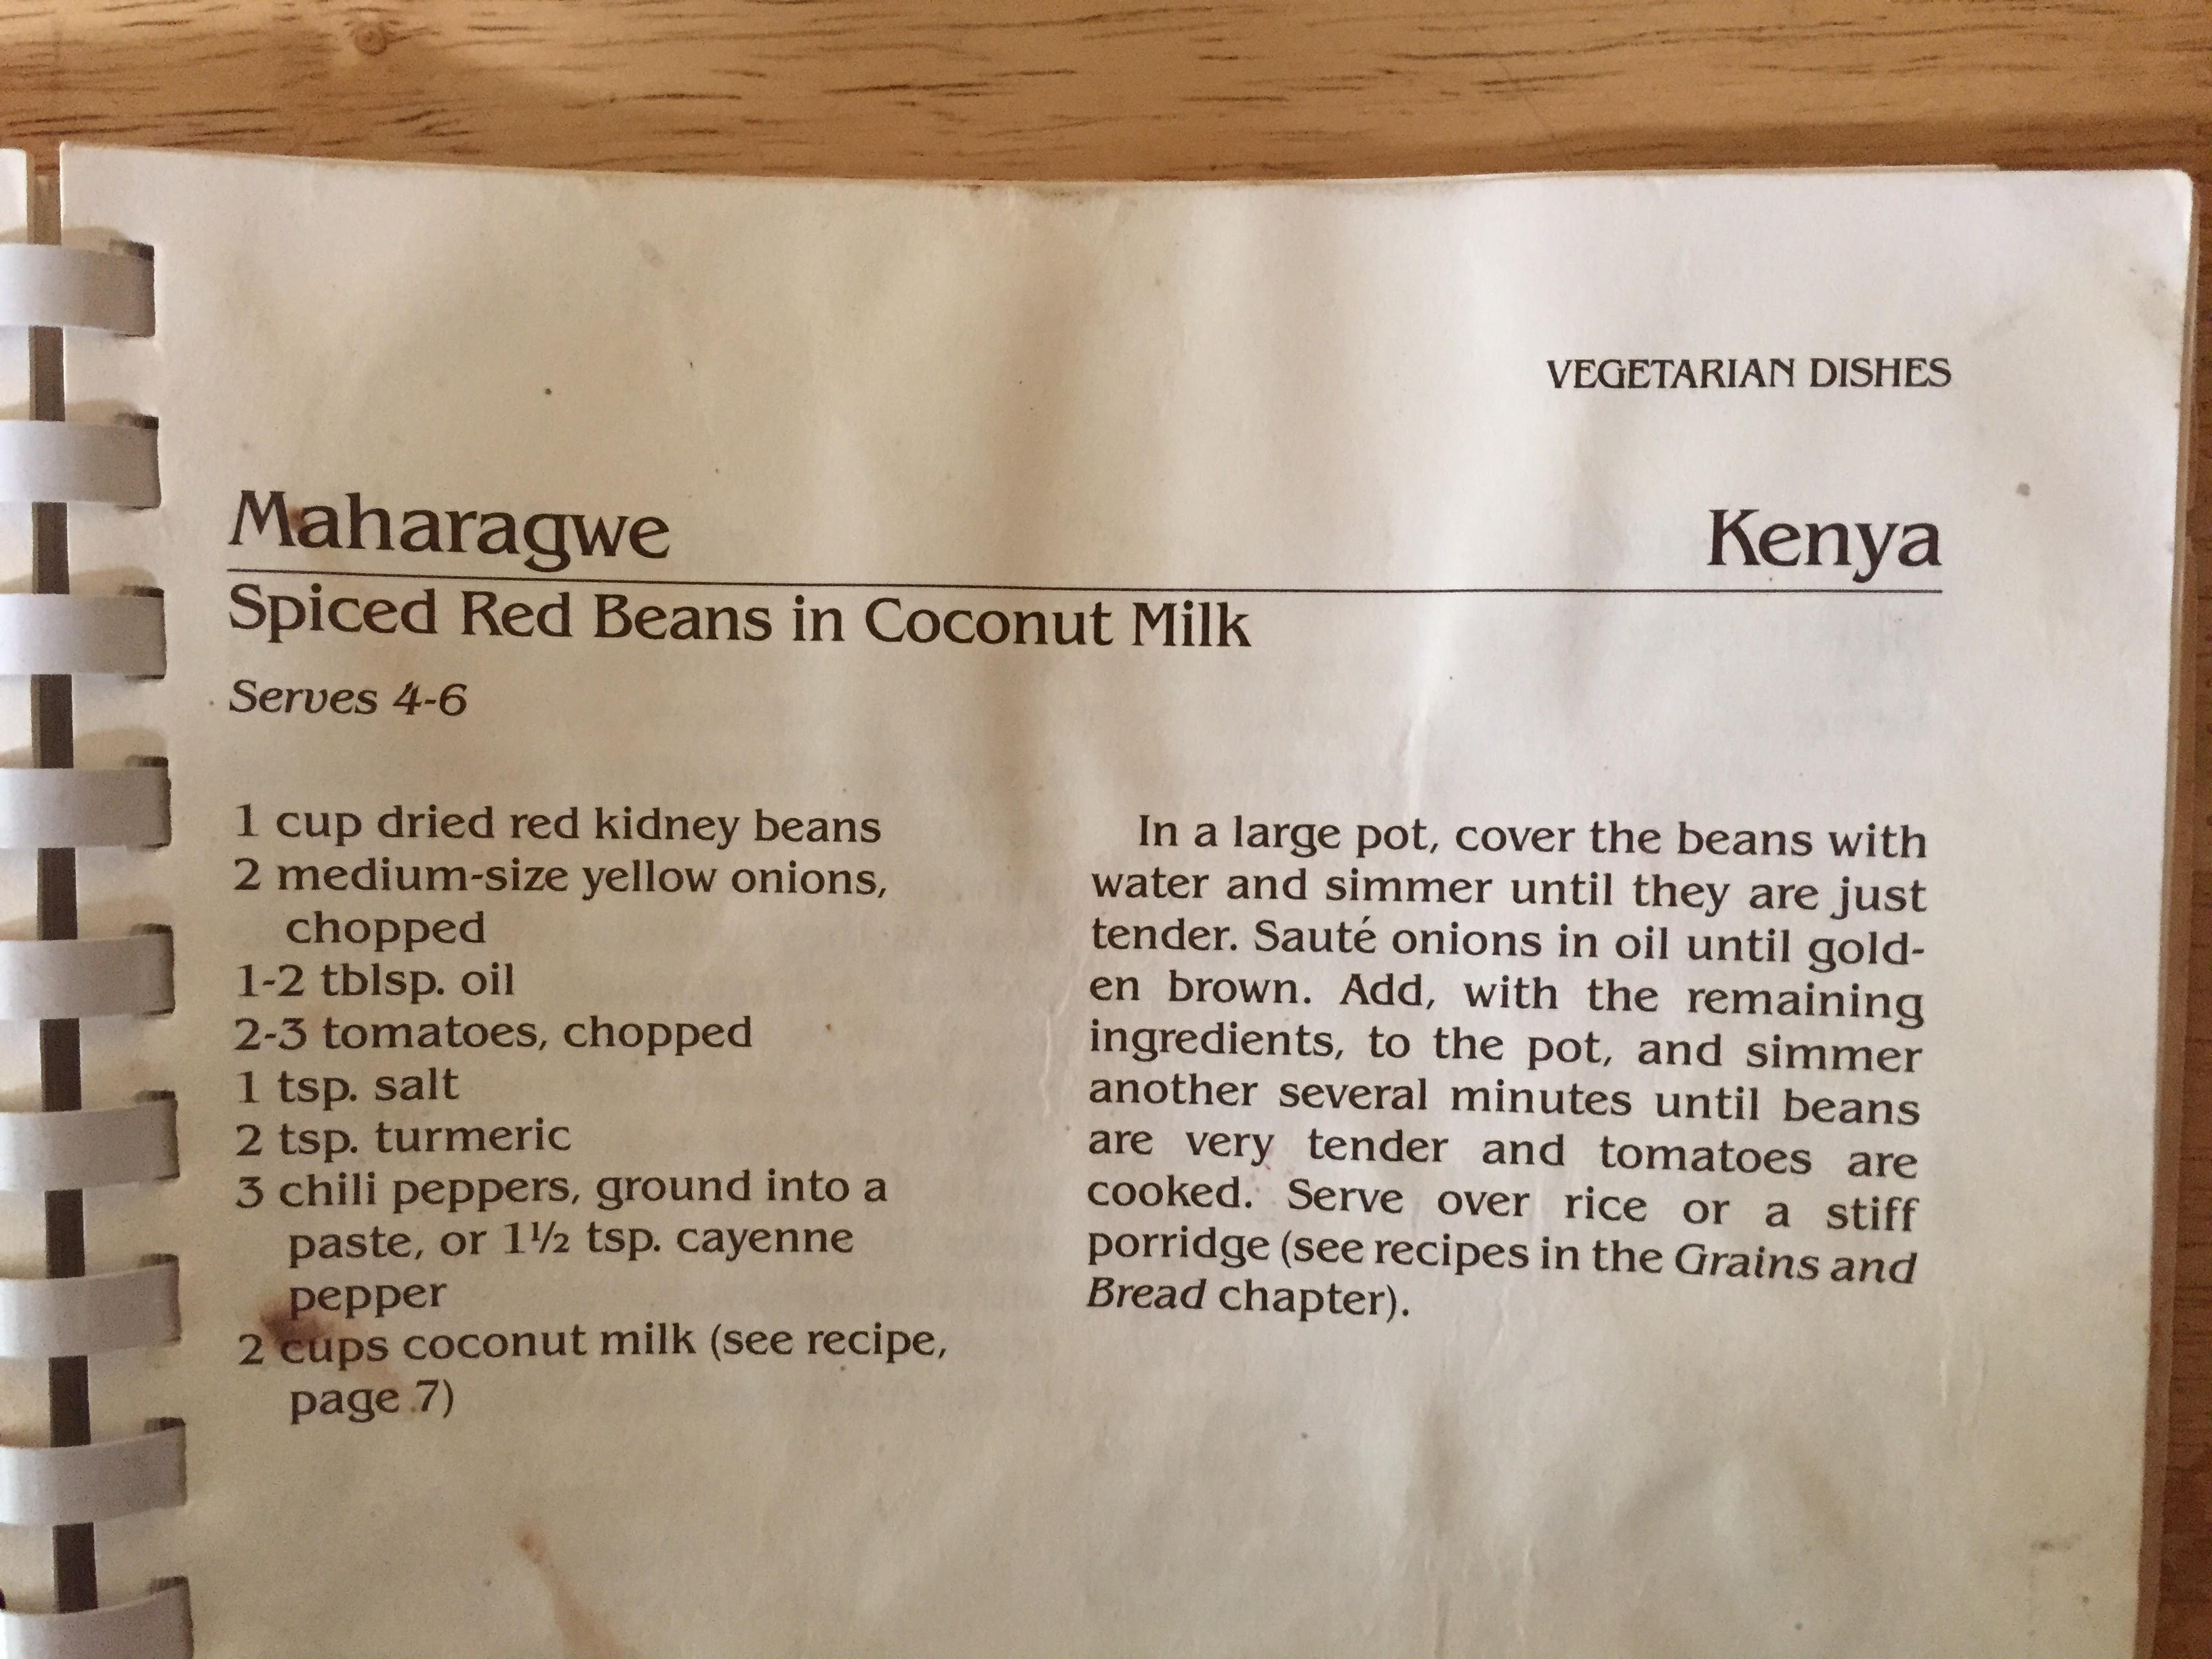 VEGETARIAN DISHES
Maharagwe
Kenya
Spiced Red Beans in Coconut Milk
Serves 4-6
1 cup dried red kidney beans
2 medium-size yellow onions,
chopped
1-2 tblsp. oil
2-3 tomatoes, chopped
1 tsp. salt
2 tsp. turmeric
3 chili peppers, ground into a
paste, or 1½ tsp. cayenne
pepper
2 cups coconut milk (see recipe,
page 7)
In a large pot, cover the beans with
water and simmer until they are just
tender. Sauté onions in oil until gold-
en brown. Add, with the remaining
ingredients, to the pot, and simmer
another several minutes until beans
are very tender and tomatoes are
cooked. Serve over rice or a stiff
porridge (see recipes in the Grains and
Bread chapter).